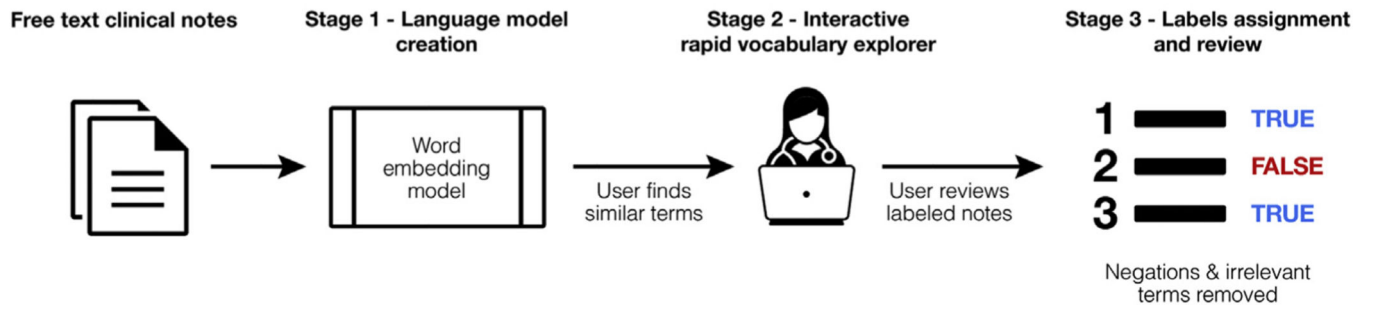 Free text clinical notes
Stage 1 - Language model
creation
Stage 2 - Interactive
rapid vocabulary explorer
Stage 3 - Labels assignment
and review
Word
embedding
model
User finds
similar terms
User reviews
labeled notes
1 TRUE
2 FALSE
3 TRUE
Negations & irrelevant
terms removed